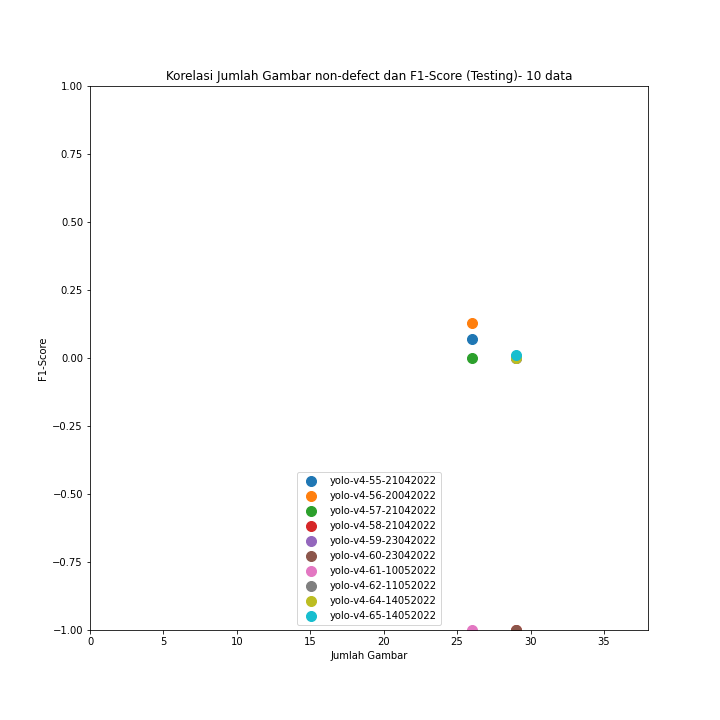 Korelasi Jumlah Gambar non-defect dan F1-Score (Testing)- 10 data
1.00
0.75
0.50
0.25
0.00
−0.25
−0.50
−0.75
−1.00
F1-Score
yolo-v4-55-21042022
yolo-v4-56-20042022
yolo-v4-57-21042022
yolo-v4-58-21042022
yolo-v4-59-23042022
yolo-v4-60-23042022
yolo-v4-61-10052022
yolo-v4-62-11052022
yolo-v4-64-14052022
yolo-v4-65-14052022
0 5 10 15 20 25 30 35
Jumlah Gambar